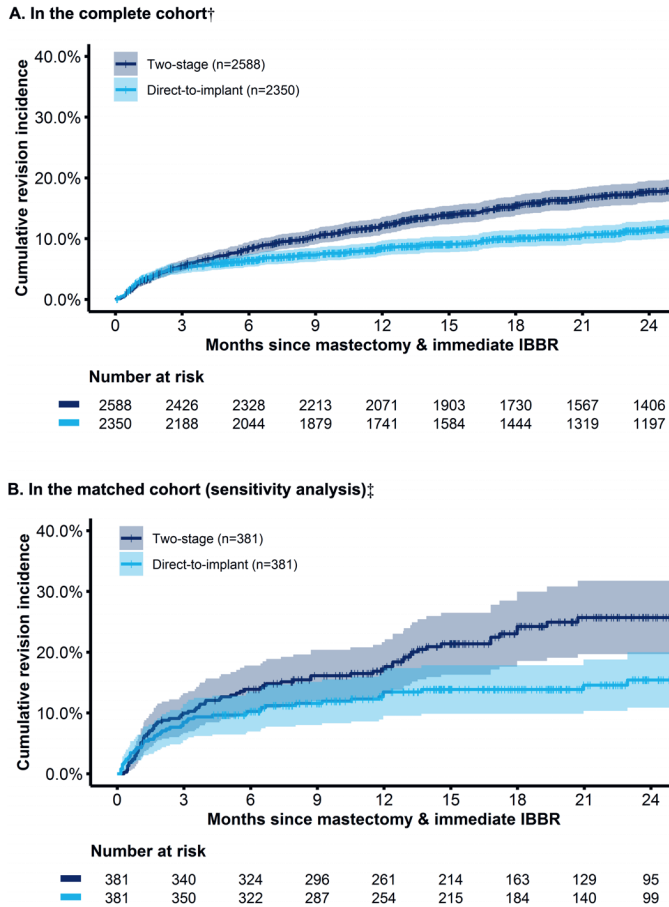 A. In the complete cohort†
40.0%
30.0%
20.0%
10.0%
0.0%
Cumulative revision incidence
Two-stage (n=2588)
Direct-to-implant (n=2350)
0 3 6 9 12 15 18 21 24
Months since mastectomy & immediate IBBR
Number at risk
2588 2426 2328 2213 2071 1903 1730 1567 1406
2350 2188 2044 1879 1741 1584 1444 1319 1197
B. In the matched cohort (sensitivity analysis)‡
40.0%
30.0%
20.0%
10.0%
0.0%
Cumulative revision incidence
Two-stage (n=381)
Direct-to-implant (n=381)
0 3 6 9 12 15 18 21 24
Months since mastectomy & immediate IBBR
Number at risk
381 340 324 296 261 214 163 129 95
381 350 322 287 254 215 184 140 99